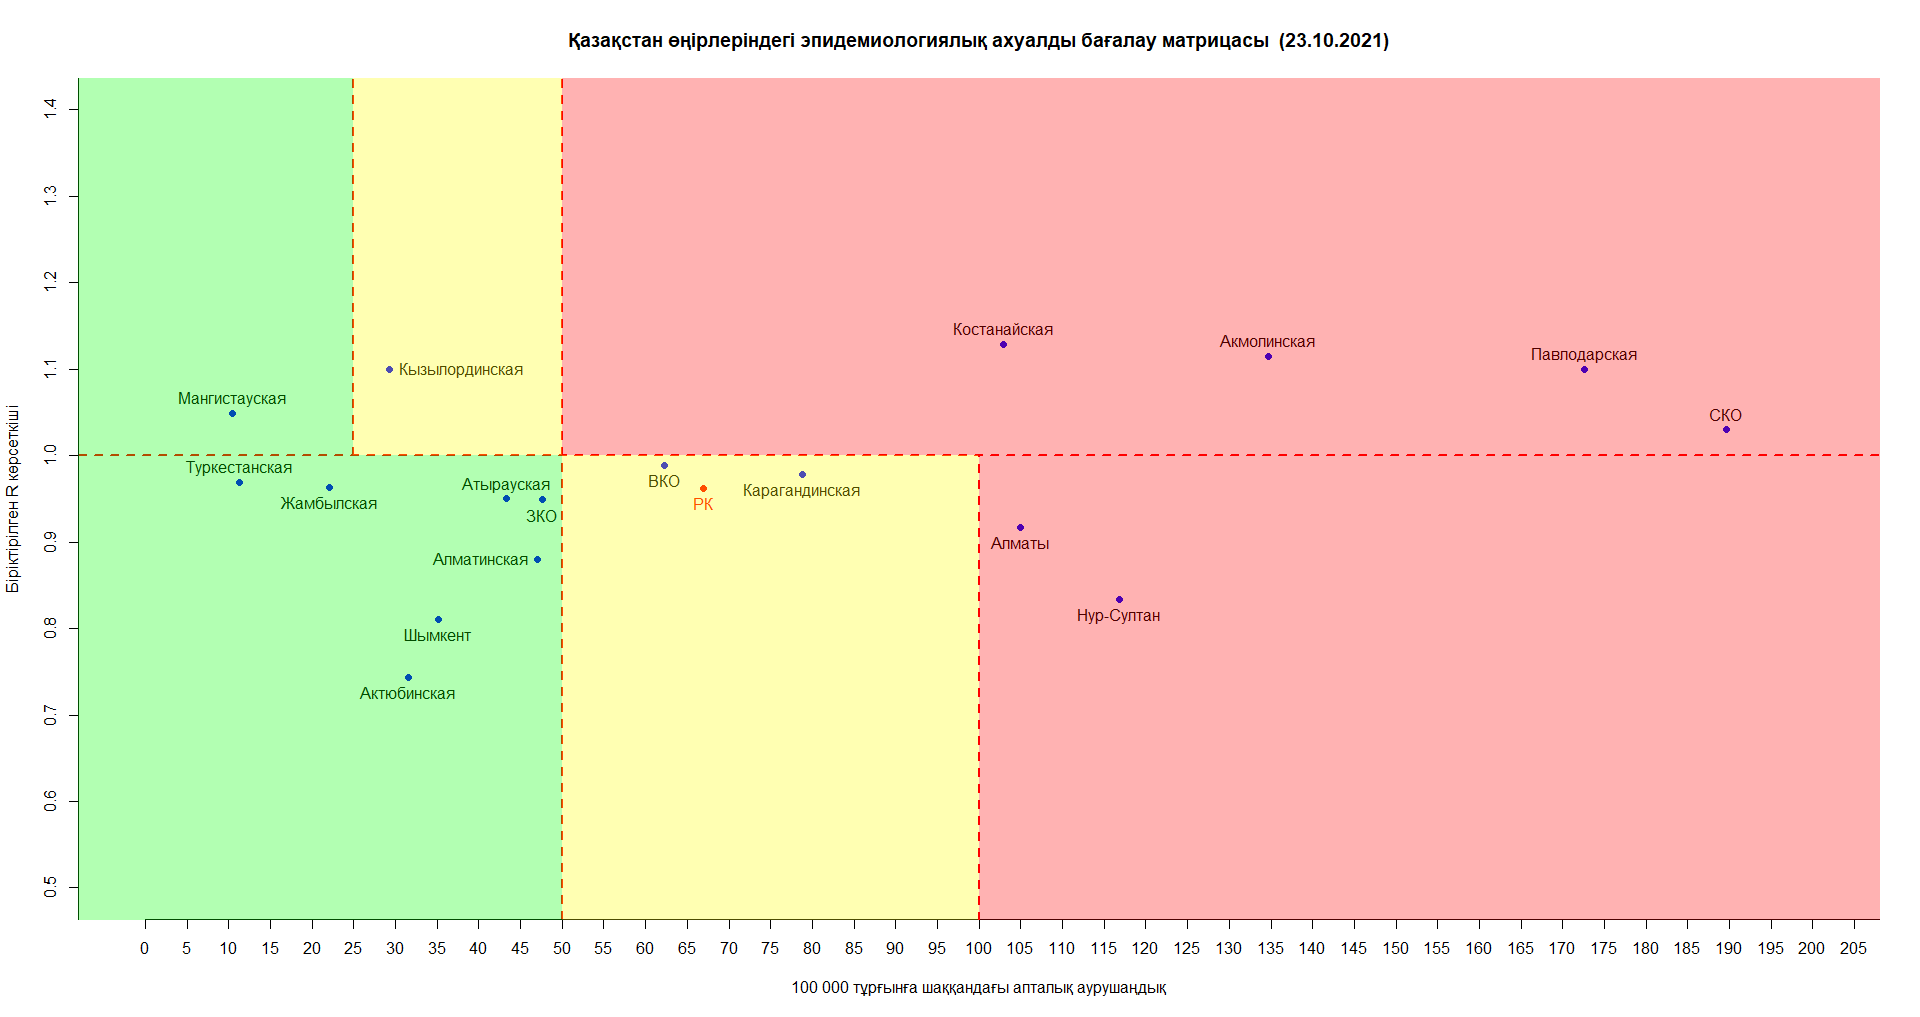 Қазақстан өңірлеріндегі эпидемиологиялық ахуалды бағалау матрицасы (23.10.2021)
Біріктірілген R көрсеткіші
1.4
1.3
1.2
1.1
1.0
0.9
0.8
0.7
0.6
0.5
Костанайская
Акмолинская
Павлодарская
Кызылординская
Мангистауская
СКО
Туркестанская
Жамбылская
Атырауская
ЗКО
ВКО
РК
Карагандинская
Алматы
Алматинская
Нур-Султан
Шымкент
Актюбинская
0 5 10 15 20 25 30 35 40 45 50 55 60 65 70 75 80 85 90 95 100 105 110 115 120 125 130 135 140 145 150 155 160 165 170 175 180 185 190 195 200 205
100 000 тұрғынға шаққандағы апталық аурушаңдық